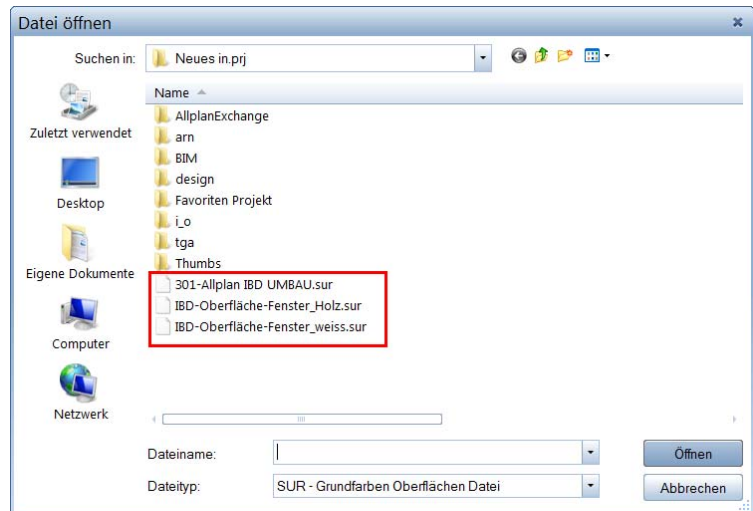 Datei öffnen
Suchen in: Neues in.prj
Name
Zuletzt verwendet
Desktop
Eigene Dokumente
Computer
Netzwerk
AllplanExchange
arn
BIM
design
Favoriten Projekt
i_o
tga
Thumbs
301-Allplan IBD UMBAU.sur
IBD-Oberfläche-Fenster_Holz.sur
IBD-Oberfläche-Fenster_weiss.sur
Dateiname: Öffnen
Dateityp: SUR - Grundfarben Oberflächen Datei Abbrechen